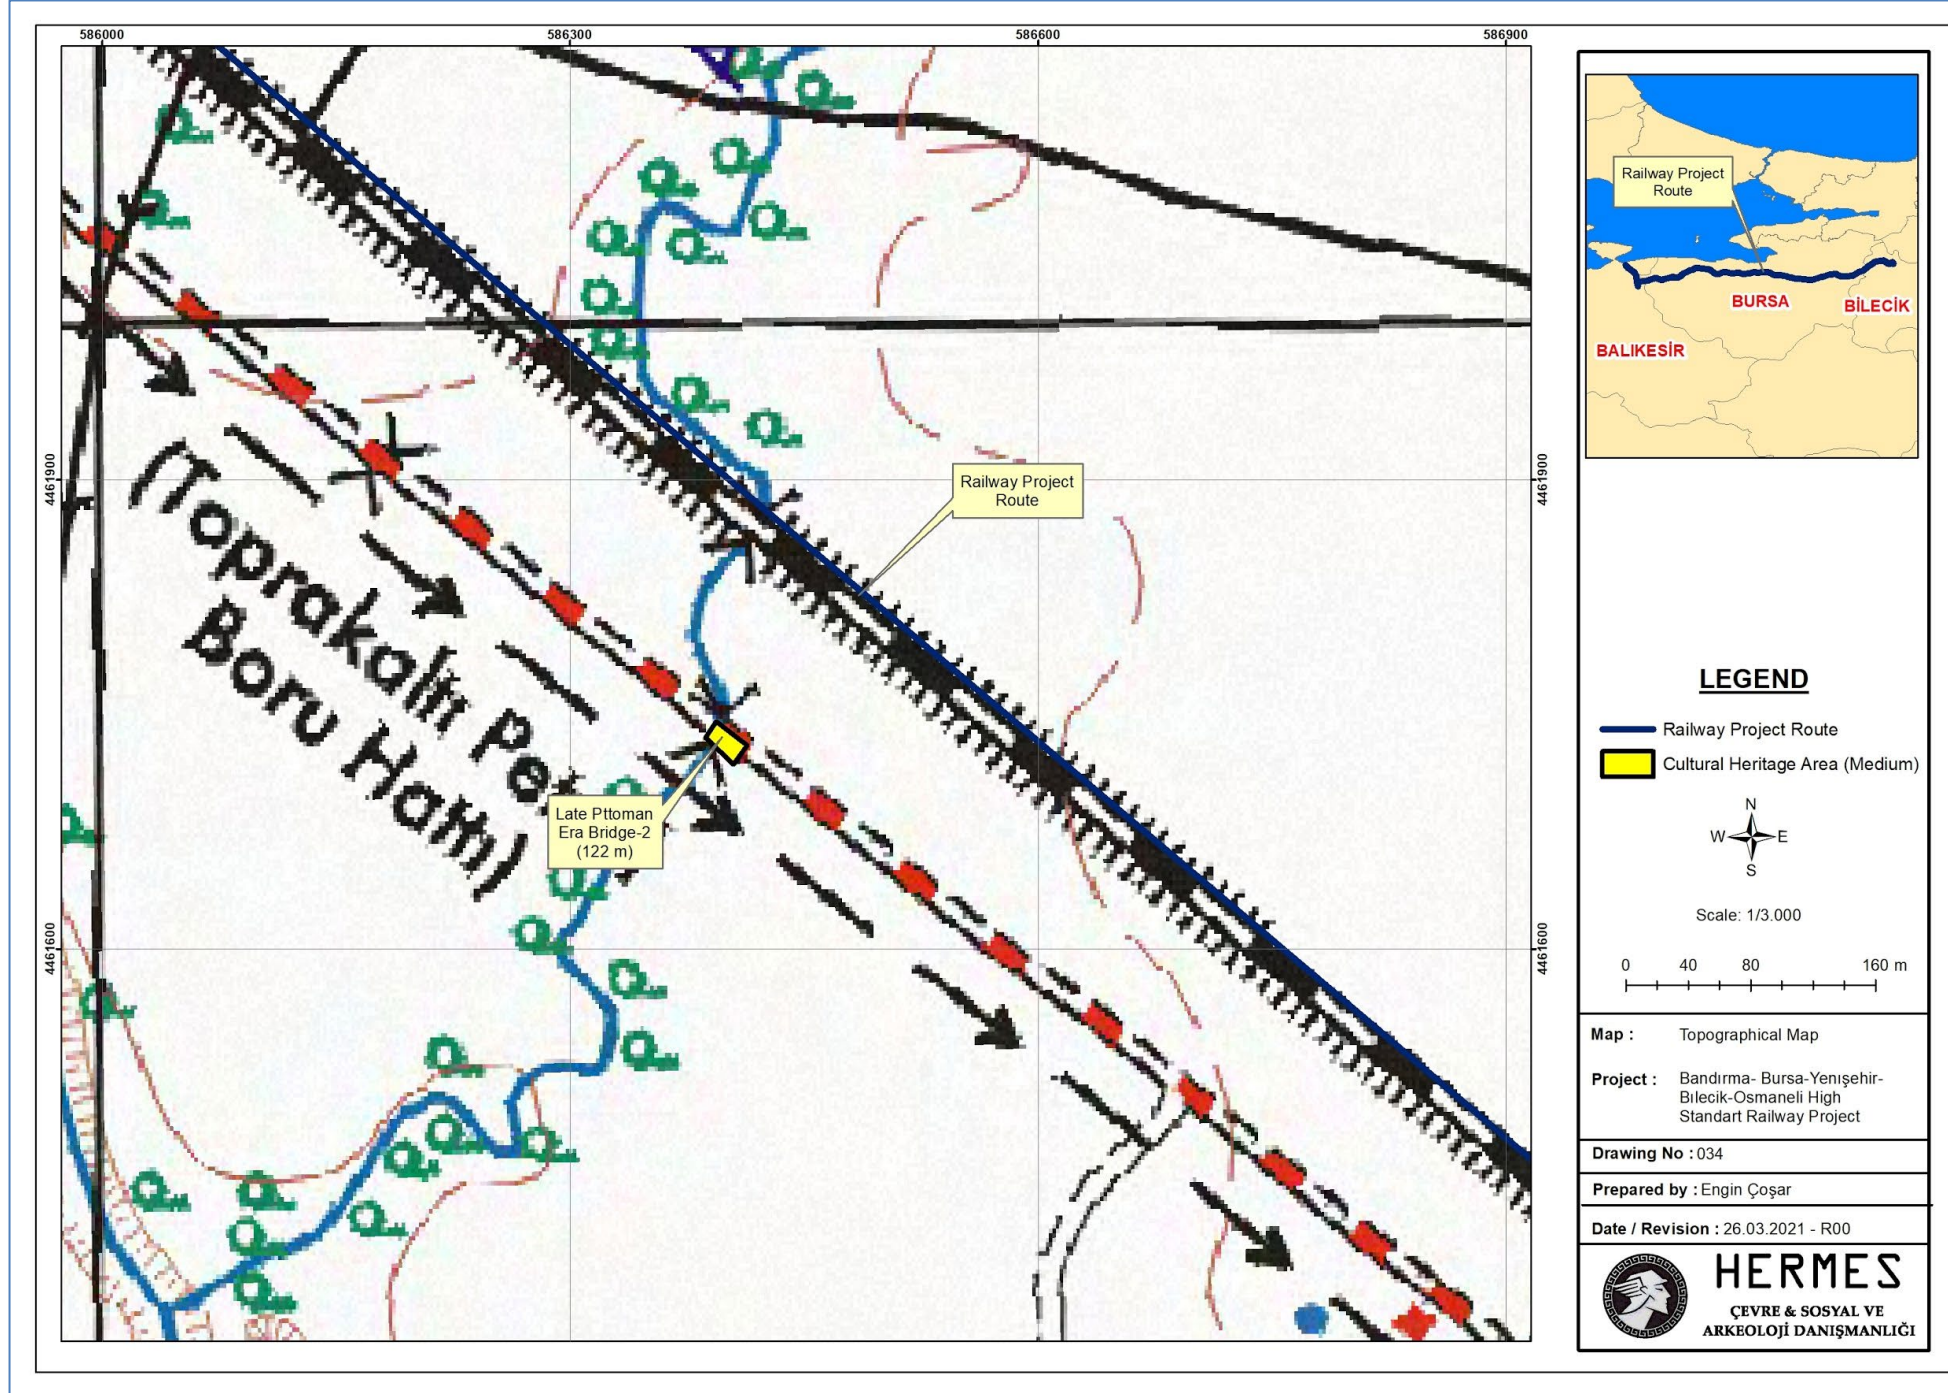 586000
586300
586600
586900
4461900
4461900
4461600
4461600
(Toprakaltı Pe
Boru Hattı)
Railway Project
Route
Late Pttoman
Era Bridge-2
(122 m)
Railway Project
Route
BURSA
BİLECİK
BALIKESİR
LEGEND
Railway Project Route
Cultural Heritage Area (Medium)
N
W
E
S
Scale: 1/3.000
0 40 80 160 m
Map : Topographical Map
Project : Bandırma- Bursa-Yenışehir-
Bılecik-Osmaneli High
Standart Railway Project
Drawing No : 034
Prepared by : Engin Çoşar
Date / Revision : 26.03.2021 - R00
HERMES
ÇEVRE & SOSYAL VE
ARKEOLOJİ DANIŞMANLIĞI